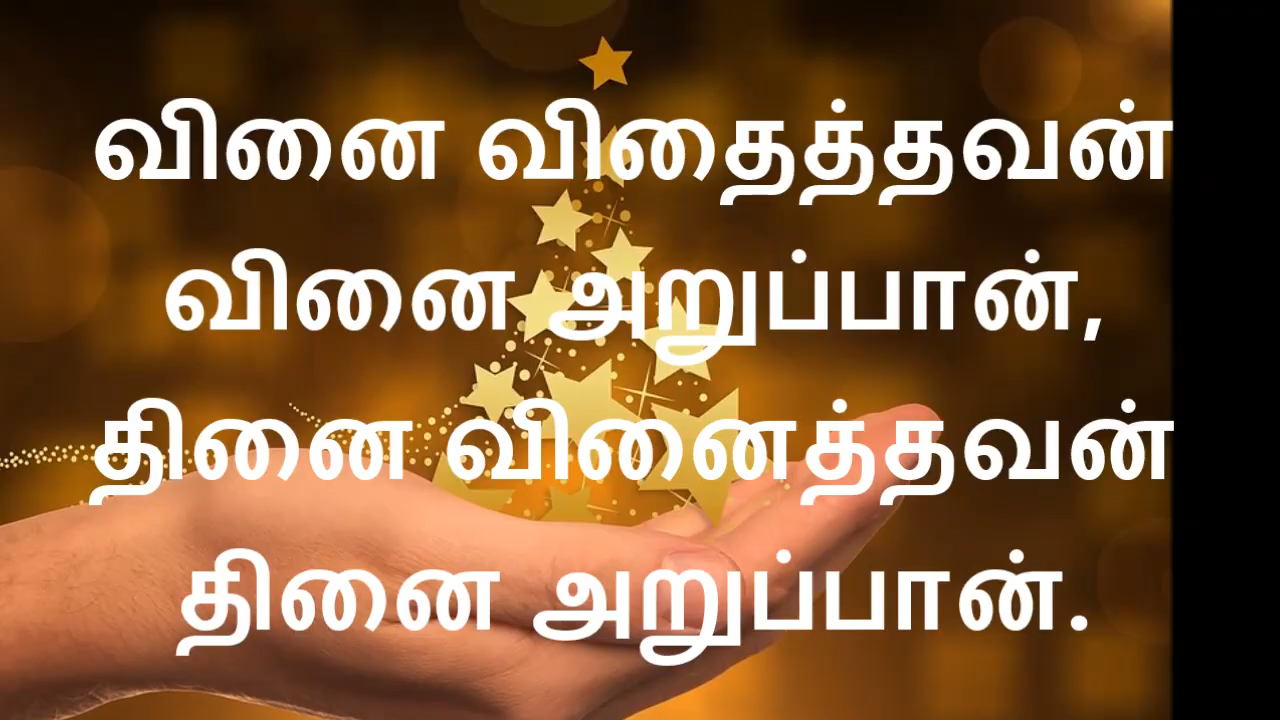 வினை விதைத்தவன்
வினை அறுப்பான்,
தினை வினைத்தவன்
தினை அறுப்பான்.